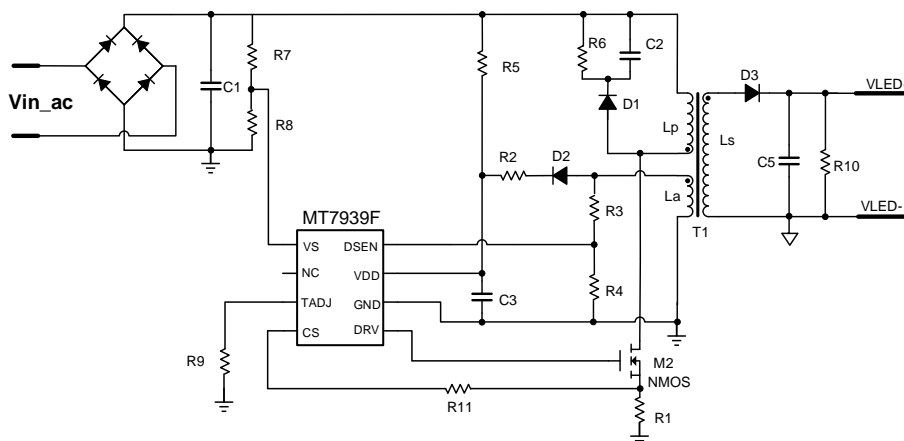 R7
R5
R6
C2
C1
D3
VLED-
Vin_ac
D1
R8
Lp
Ls
C5
R10
R2
D2
MT7939F
R3
La
VLED-
T1
VS
DSEN
NC
VDD
R4
TADJ
GND
C3
CS
DRV
R9
M2
NMOS
R11
R1